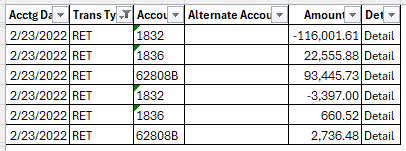 Acctg Da Trans Ty Accou Alternate Accou Amount Det
2/23/2022 RET 1832 -116,001.61 Detail
2/23/2022 RET 1836 22,555.88 Detail
2/23/2022 RET 62808B 93,445.73 Detail
2/23/2022 RET 1832 -3,397.00 Detail
2/23/2022 RET 1836 660.52 Detail
2/23/2022 RET 62808B 2,736.48 Detail